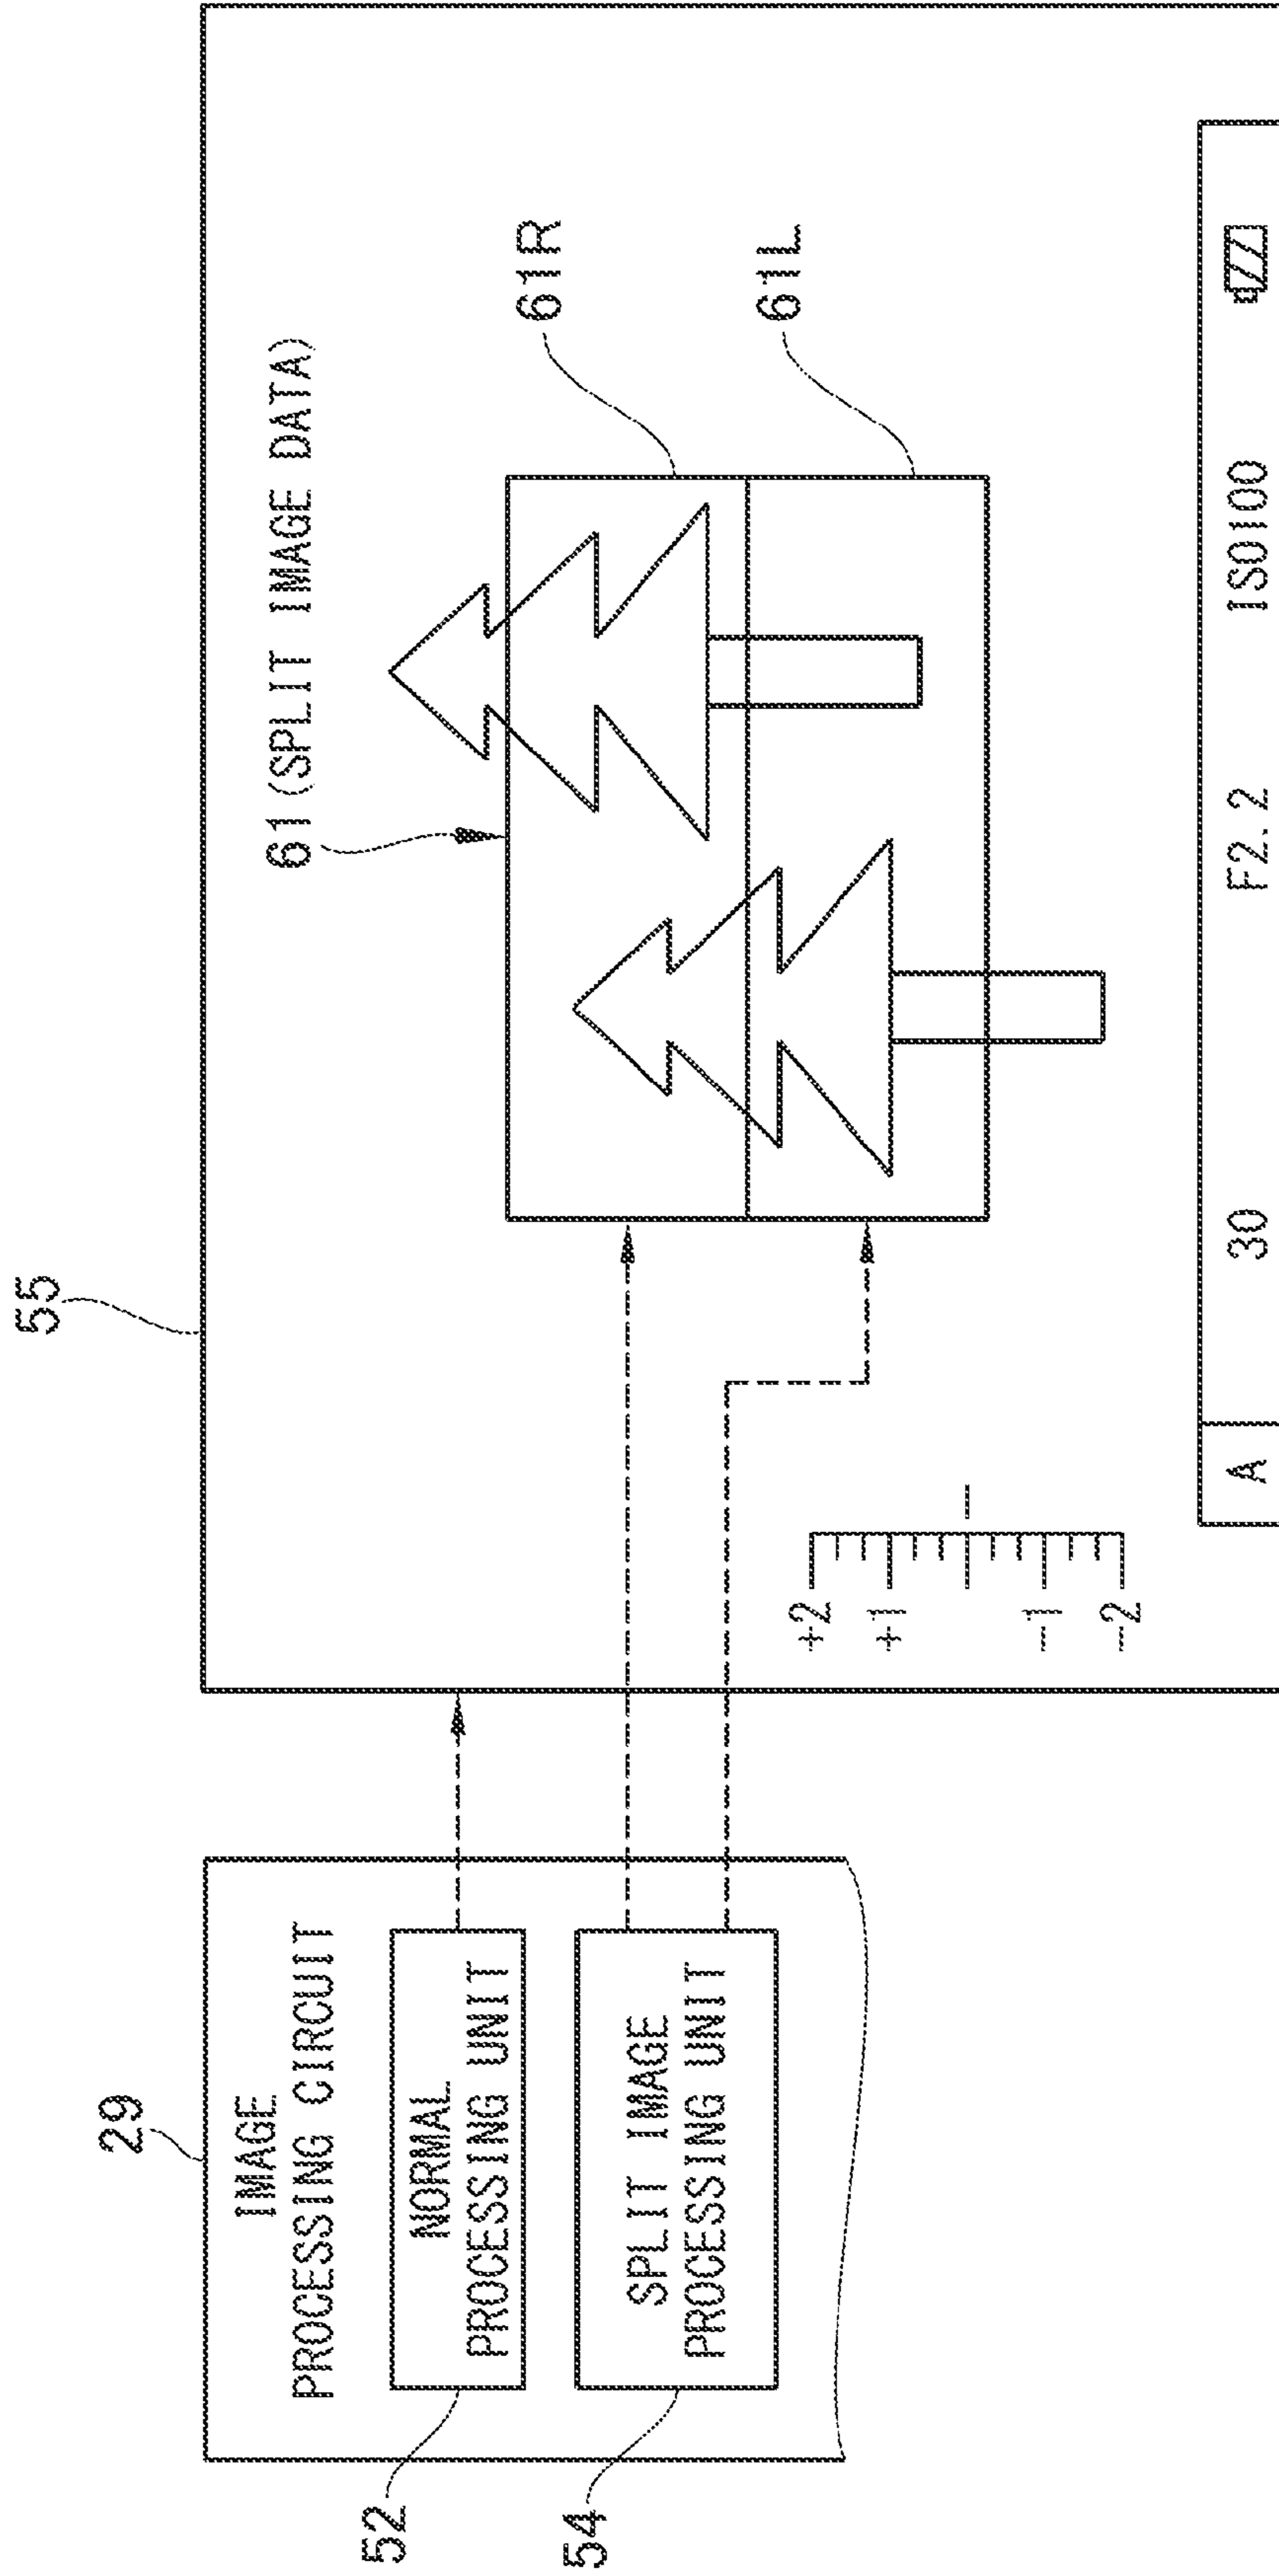 29
IMAGE
PROCESSING CIRCUIT
52
NORMAL
PROCESSING UNIT
54
SPLIT IMAGE
PROCESSING UNIT
55
61 (SPLIT IMAGE DATA)
61R
61L
+2
+1
-1
-2
A 30 F2.2 ISO100